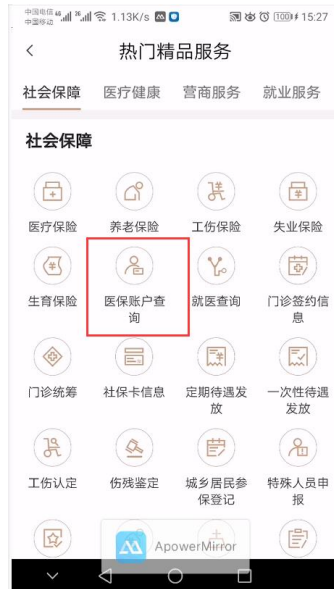 中国电信 46 26 1.13K/s 100 15:27
中国移动
热门精品服务
社会保障 医疗健康 营商服务 就业服务
社会保障
医疗保险 养老保险 工伤保险 失业保险
生育保险 医保账户查 就医查询 门诊签约信
询 息
门诊统筹 社保卡信息 定期待遇发 一次性待遇
放 发放
工伤认定 伤残鉴定 城乡居民参 特殊人员申
保登记 报
ApowerMirror